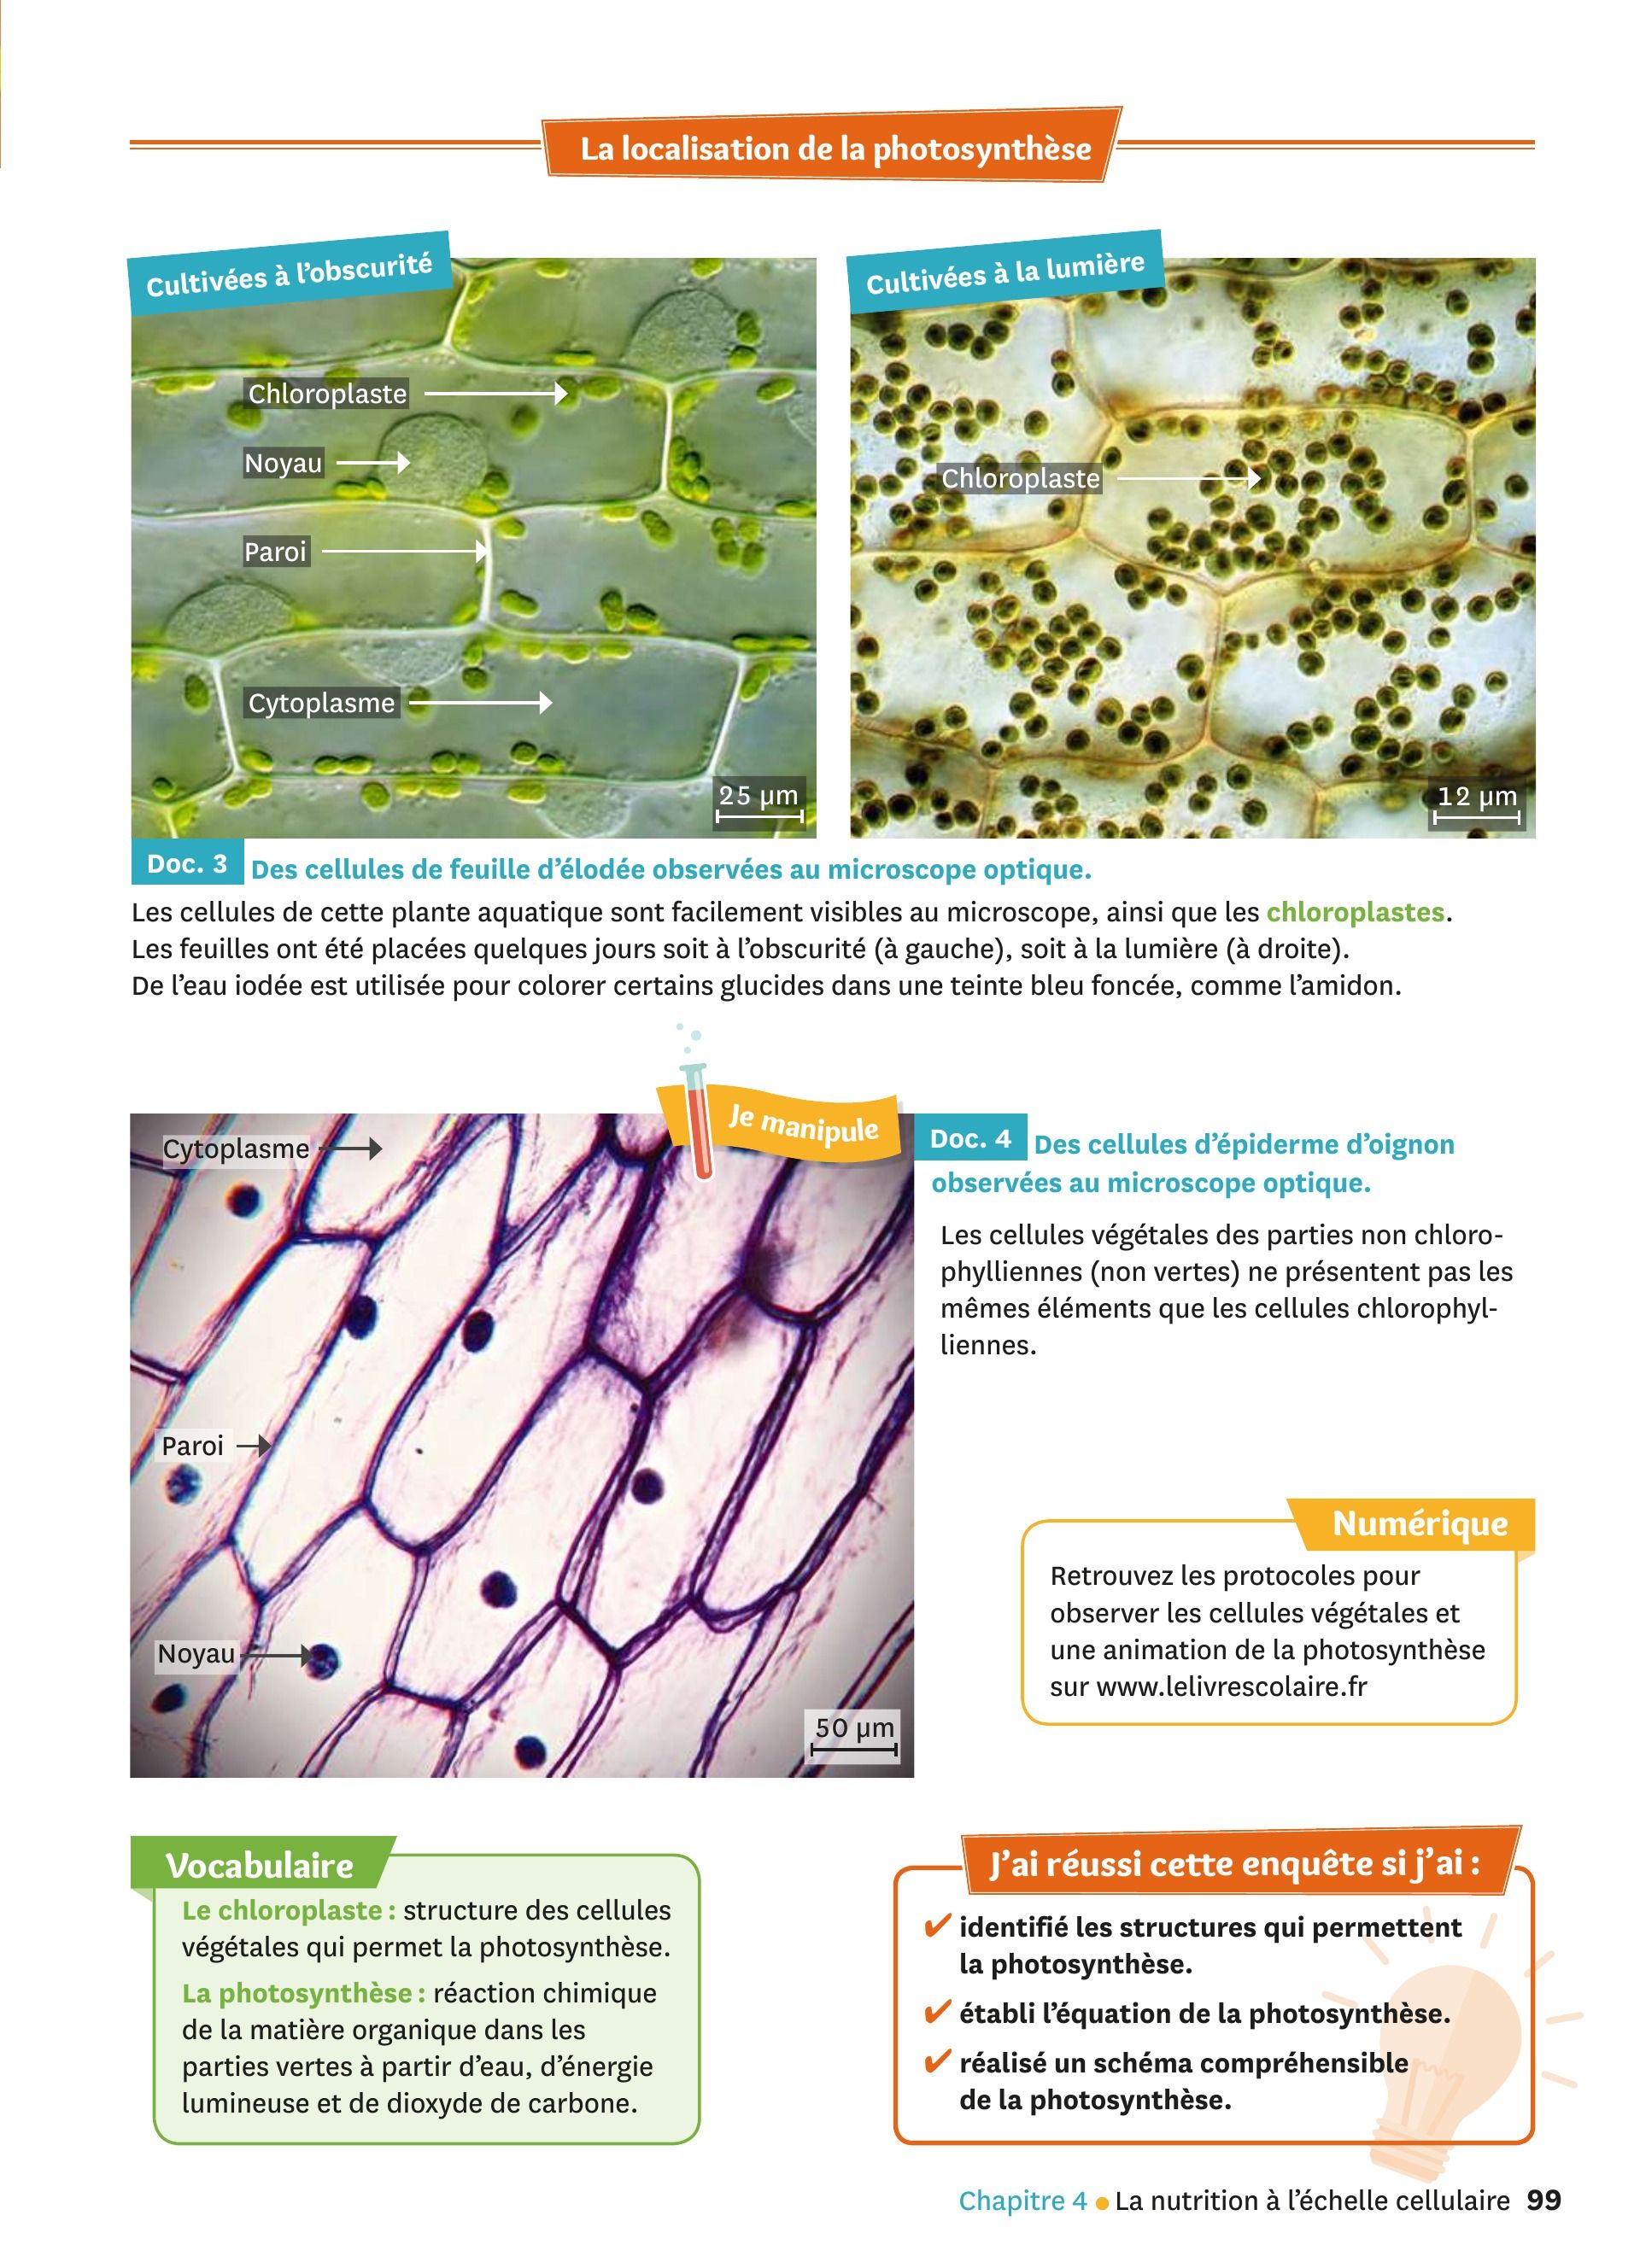 La localisation de la photosynthèse
Cultivées à l'obscurité
Chloroplaste
Noyau
Paroi
Cytoplasme
25 µm
Cultivées à la lumière
Chloroplaste
12 µm
Doc. 3 Des cellules de feuille d'élodée observées au microscope optique.
Les cellules de cette plante aquatique sont facilement visibles au microscope, ainsi que les chloroplastes.
Les feuilles ont été placées quelques jours soit à l'obscurité (à gauche), soit à la lumière (à droite).
De l'eau iodée est utilisée pour colorer certains glucides dans une teinte bleu foncée, comme l'amidon.
Je manipule
Cytoplasme
Paroi
Noyau
50 µm
Doc. 4 Des cellules d'épiderme d'oignon
observées au microscope optique.
Les cellules végétales des parties non chloro-
phylliennes (non vertes) ne présentent pas les
mêmes éléments que les cellules chlorophyl-
liennes.
Numérique
Retrouvez les protocoles pour
observer les cellules végétales et
une animation de la photosynthèse
sur www.lelivrescolaire.fr
Vocabulaire
Le chloroplaste : structure des cellules
végétales qui permet la photosynthèse.
La photosynthèse : réaction chimique
de la matière organique dans les
parties vertes à partir d'eau, d'énergie
lumineuse et de dioxyde de carbone.
J'ai réussi cette enquête si j'ai :
✔ identifié les structures qui permettent
la photosynthèse.
✔ établi l'équation de la photosynthèse.
✔ réalisé un schéma compréhensible
de la photosynthèse.
Chapitre 4 • La nutrition à l'échelle cellulaire 99